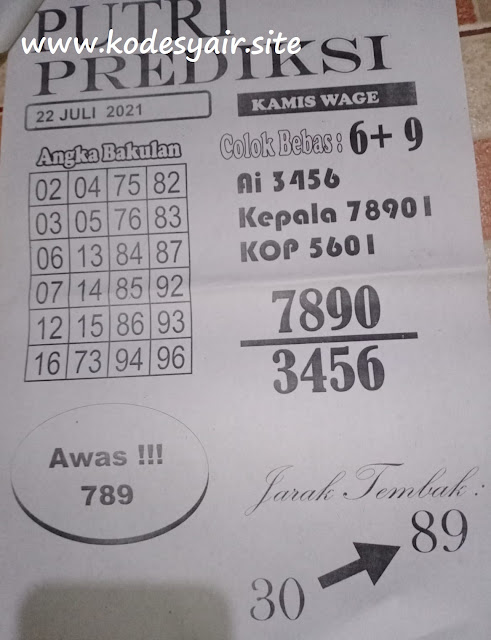 PUTRI
www.kodesyair.site
PREDIKSI
22 JULI 2021
KAMIS WAGE
Angka Bakulan
02 04 75 82
03 05 76 83
06 13 84 87
07 14 85 92
12 15 86 93
16 73 94 96
Colok Bebas : 6+ 9
Ai 3456
Kepala 78901
KOP 5601
7890
3456
Awas !!!
789
Jarak Tembak :
89
30